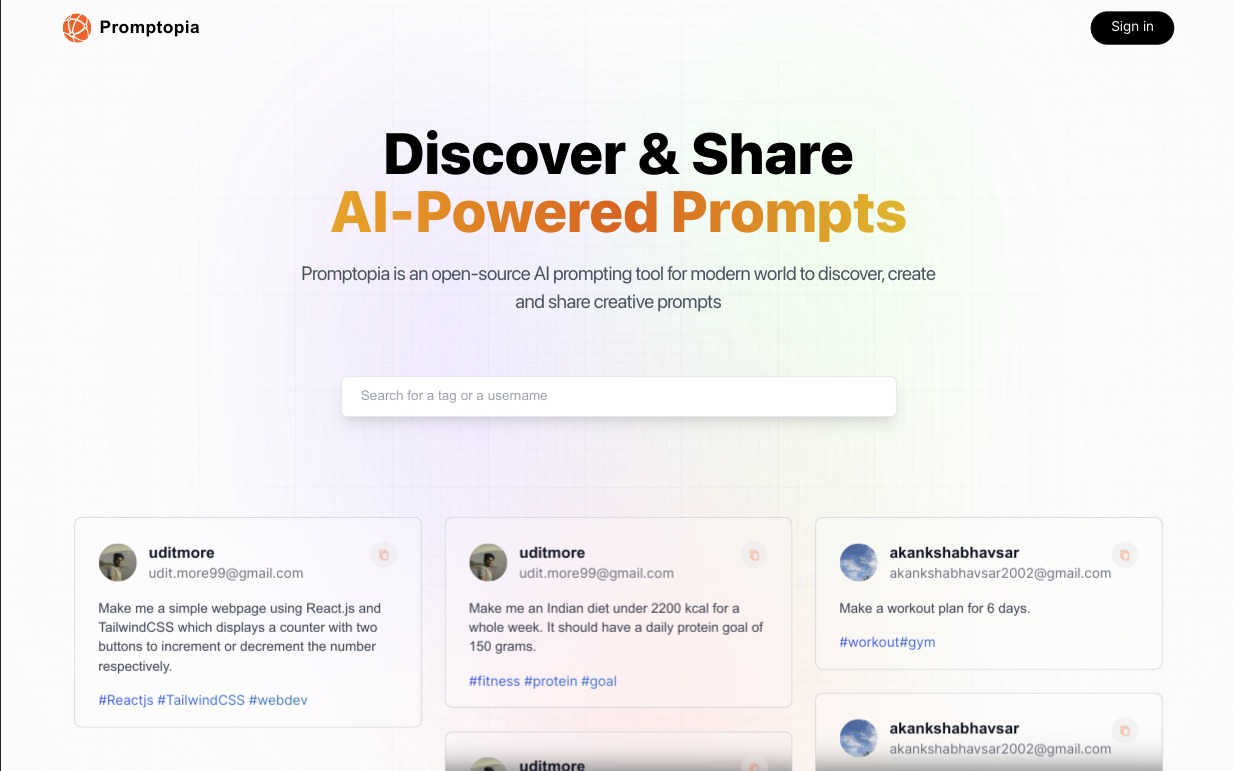 Promptopia
Sign in
Discover & Share
AI-Powered Prompts
Promptopia is an open-source AI prompting tool for modern world to discover, create
and share creative prompts
Search for a tag or a username
uditmore
udit.more99@gmail.com
Make me a simple webpage using React.js and
TailwindCSS which displays a counter with two
buttons to increment or decrement the number
respectively.
#Reactjs #TailwindCSS #webdev
uditmore
udit.more99@gmail.com
Make me an Indian diet under 2200 kcal for a
whole week. It should have a daily protein goal of
150 grams.
#fitness #protein #goal
uditmore
akankshabhavsar
akankshabhavsar2002@gmail.com
Make a workout plan for 6 days.
#workout#gym
akankshabhavsar
akankshabhavsar2002@gmail.com